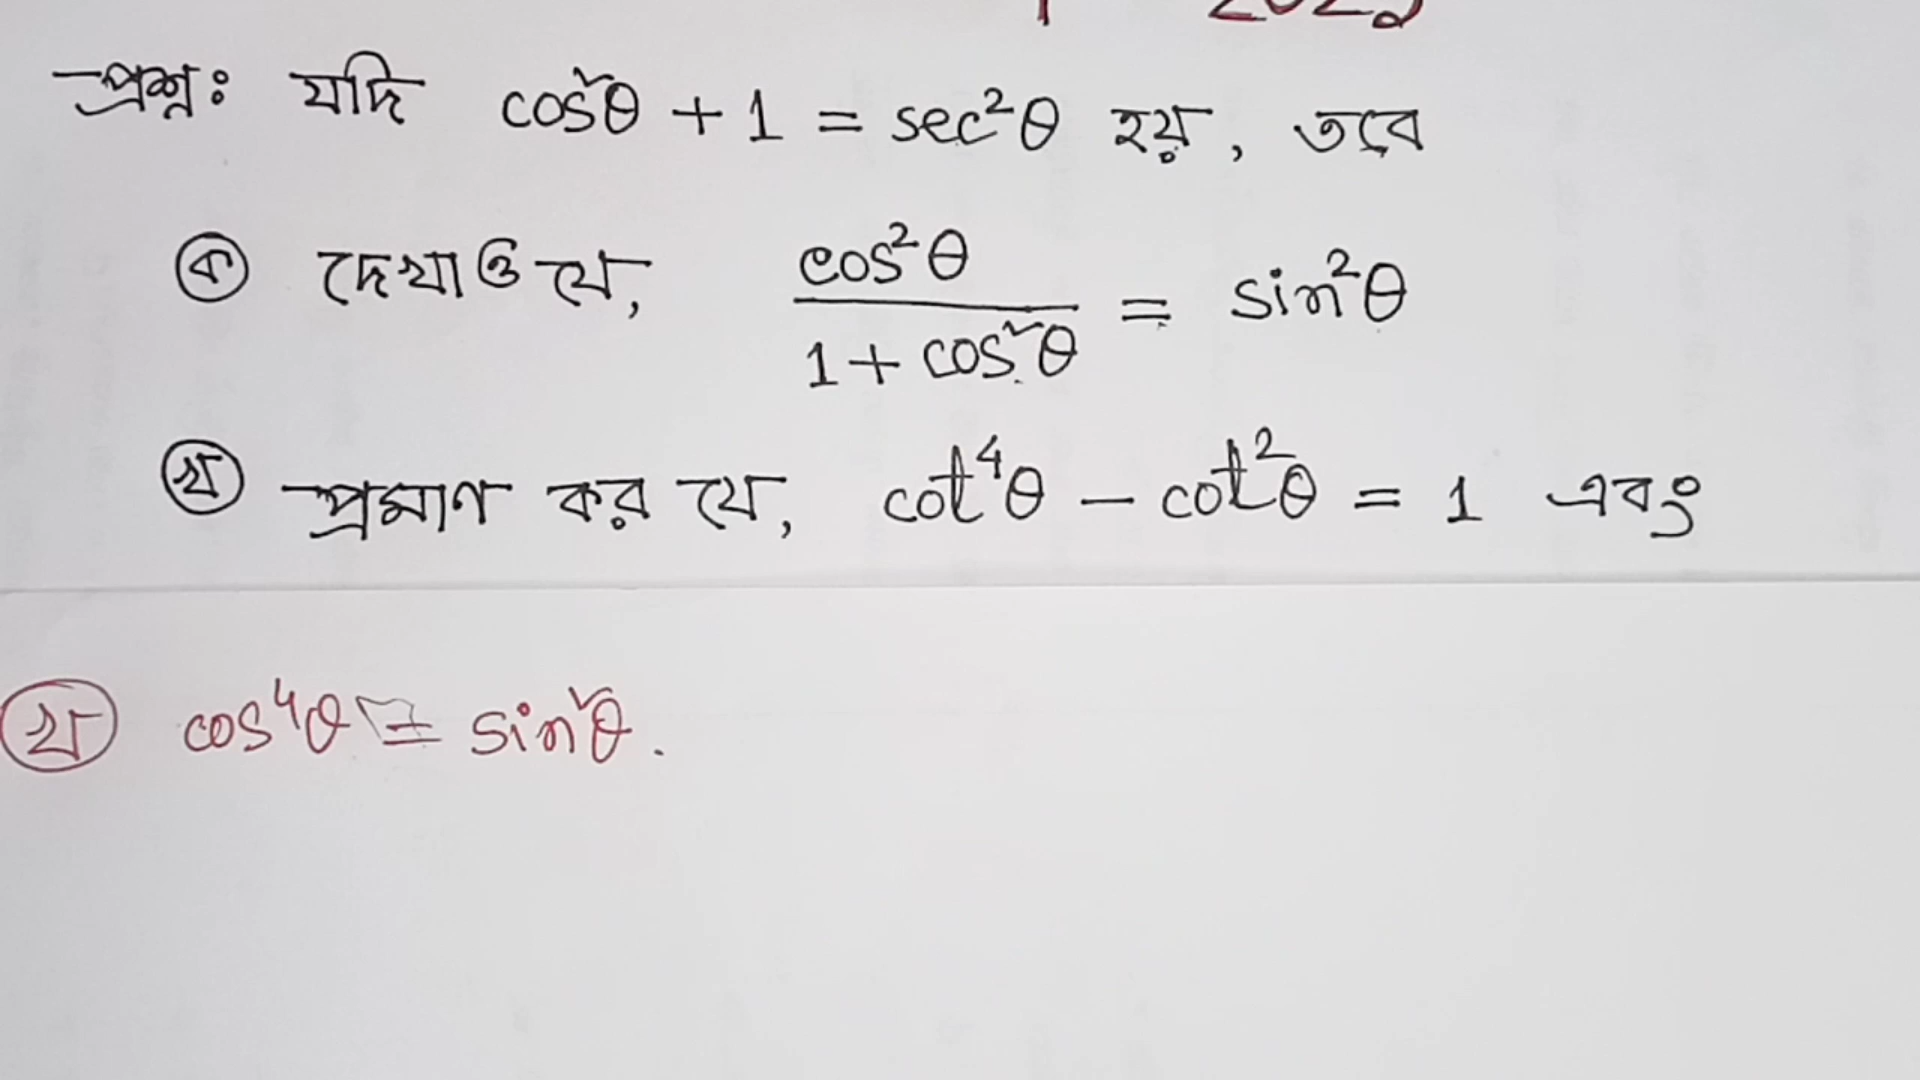 প্রশ্নঃ যদি cos²θ + 1 = sec²θ হয়, তবে
ক দেখাও যে, cos²θ / 1 + cos²θ = sin²θ
খ প্রমাণ কর যে, cot⁴θ - cot²θ = 1 এবং
খ cos⁴θ = sin²θ.